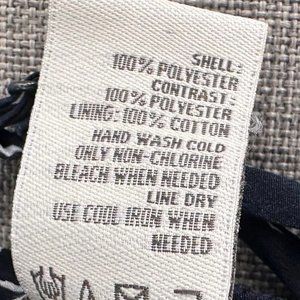 SHELL:
100% POLYESTER
CONTRAST:
100% POLYESTER
LINING: 100% COTTON
HAND WASH COLD
ONLY NON-CHLORINE
BLEACH WHEN NEEDED
LINE DRY
USE COOL IRON WHEN
NEEDED